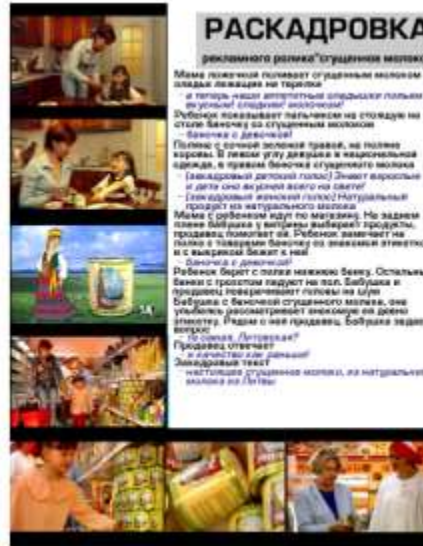 РАСКАДРОВКА
рекламного ролика "сгущенное молоко
Мама ложечкой поливает сгущенным молоком
оладьи лежащие на тарелке
- а теперь наши аппетитные оладушки польем
вкусным! сладким! молочком!
Ребенок показывает пальчиком на стоящую на
столе баночку со сгущенным молоком
- баночка с девочкой!
Поляна с сочной зеленой травой, на поляне
коровы. В левом углу девушка в национальной
одежде, в правом баночка сгущенного молока
- (закадровый детский голос) Знают взрослые
и дети оно вкусней всего на свете!
- (закадровый женский голос) Натуральный
продукт из натурального молока
Мама с ребенком идут по магазину. На заднем
плане бабушка у витрины выбирает продукты,
продавец помогает ей. Ребенок замечает на
полке с товарами баночку со знакомой этикеткой
и с выкриком бежит к ней
- баночка с девочкой!
Ребенок берет с полки нижнюю банку. Остальные
банки с грохотом падают на пол. Бабушка и
продавец поворачивают головы на шум
Бабушка с баночкой сгущенного молока, она
улыбаясь рассматривает знакомую ей давно
этикетку. Рядом с ней продавец. Бабушка задает
вопрос
- та самая, Литовская?
Продавец отвечает
- и качество как раньше!
Закадровый текст
- настоящее сгущенное молоко, из натурального
молока из Литвы